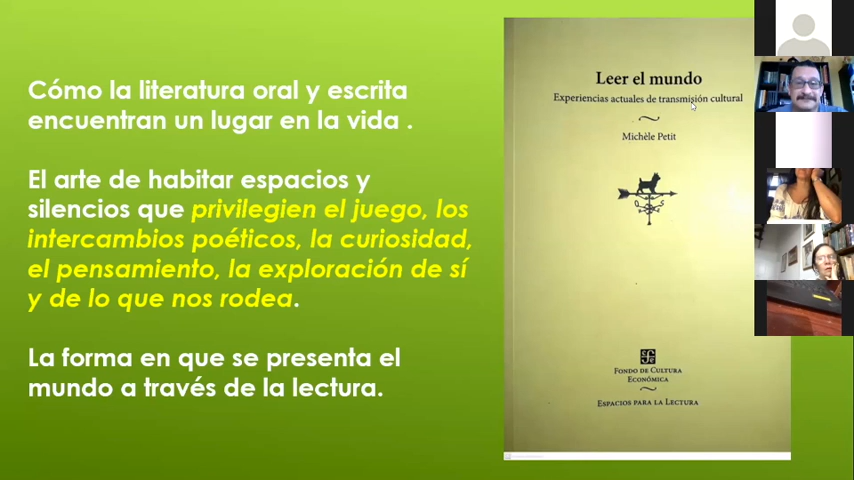 Cómo la literatura oral y escrita
encuentran un lugar en la vida .
El arte de habitar espacios y
silencios que privilegien el juego, los
intercambios poéticos, la curiosidad,
el pensamiento, la exploración de sí
y de lo que nos rodea.
La forma en que se presenta el
mundo a través de la lectura.
Leer el mundo
Experiencias actuales de transmisión cultural
Michèle Petit
Fondo de Cultura
Económica
Espacios para la Lectura